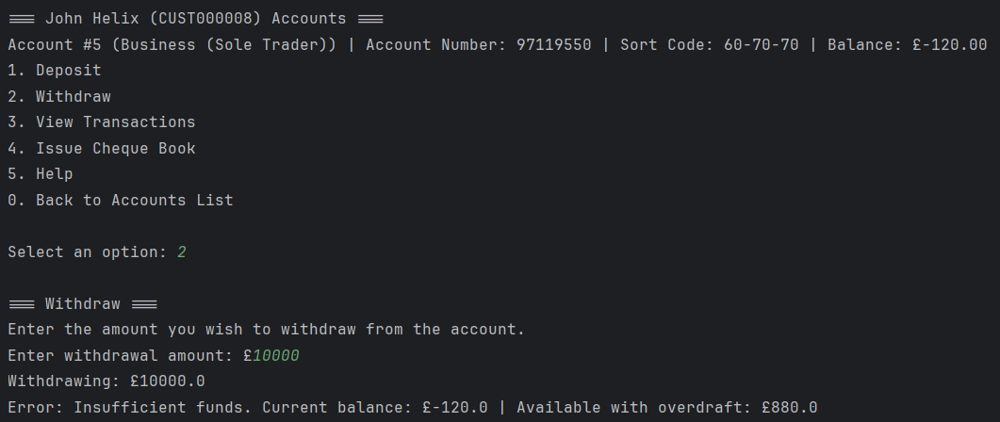 === John Helix (CUST000008) Accounts ===
Account #5 (Business (Sole Trader)) | Account Number: 97119550 | Sort Code: 60-70-70 | Balance: £-120.00
1. Deposit
2. Withdraw
3. View Transactions
4. Issue Cheque Book
5. Help
0. Back to Accounts List
Select an option: 2
=== Withdraw ===
Enter the amount you wish to withdraw from the account.
Enter withdrawal amount: £10000
Withdrawing: £10000.0
Error: Insufficient funds. Current balance: £-120.0 | Available with overdraft: £880.0